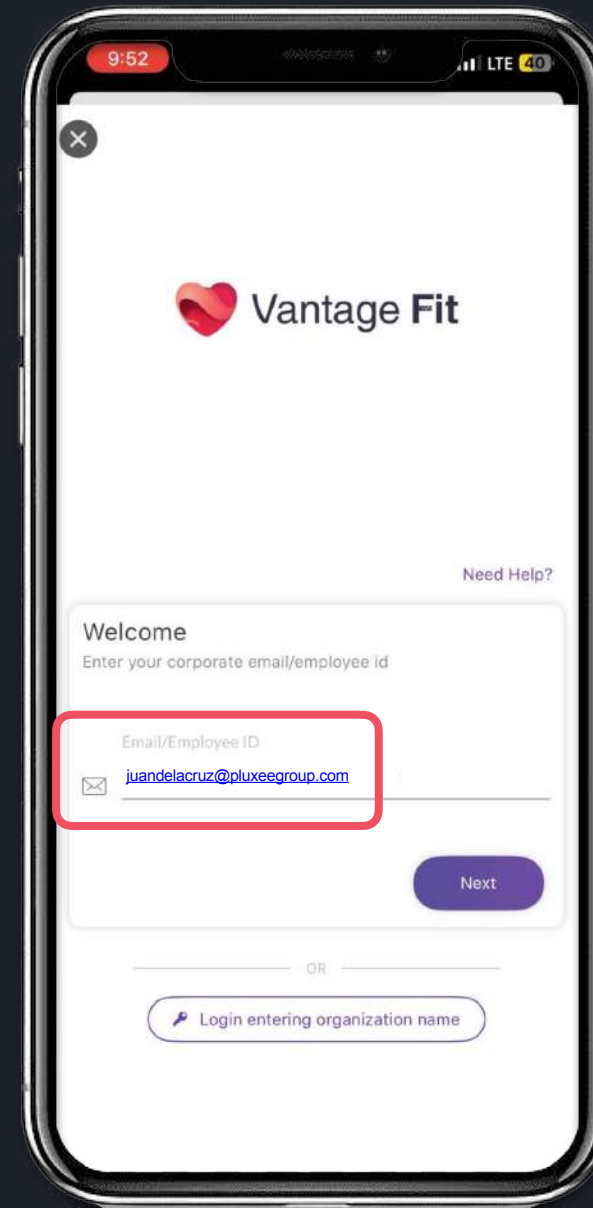 9:52
LTE 40
Vantage Fit
Need Help?
Welcome
Enter your corporate email/employee id
Email/Employee ID
juandelacruz@pluxeegroup.com
Next
OR
Login entering organization name